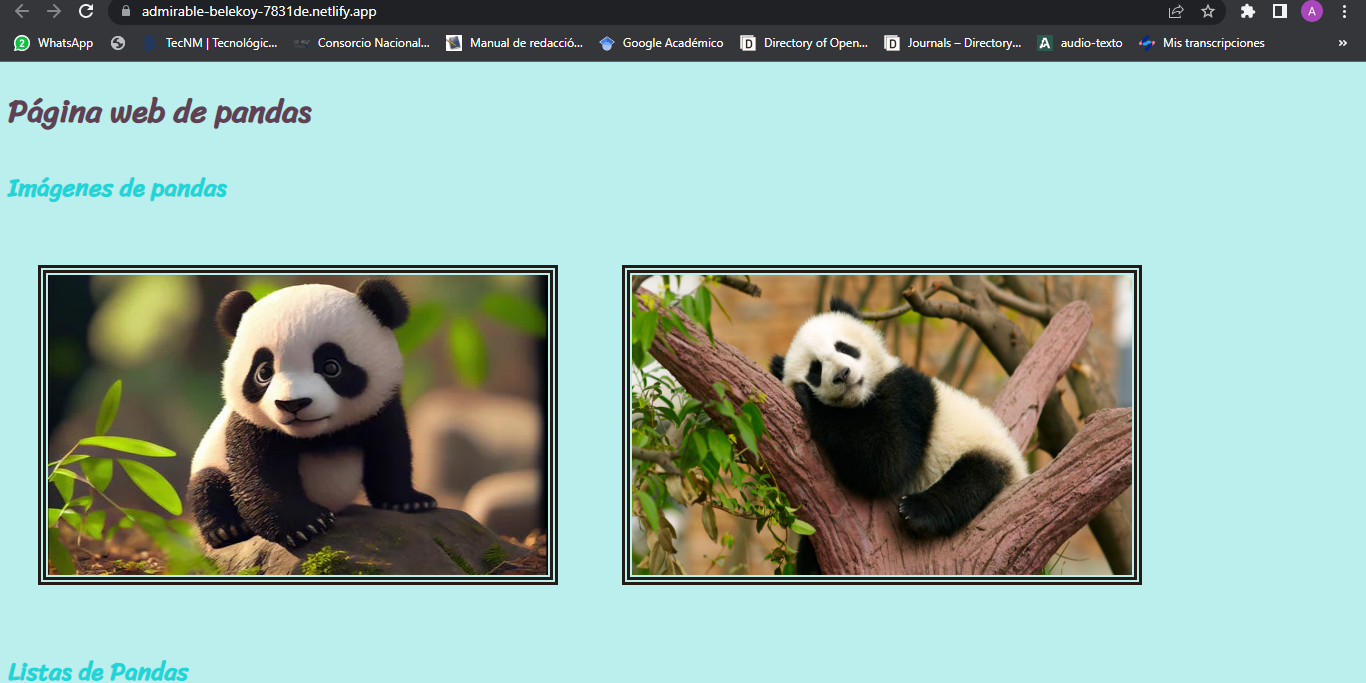 admirable-belekoy-7831de.netlify.app
A
2 WhatsApp TecNM | Tecnológic... Consorcio Nacional... Manual de redacció... Google Académico D Directory of Open... D Journals – Directory... A audio-texto Mis transcripciones »
Página web de pandas
Imágenes de pandas
Listas de Pandas